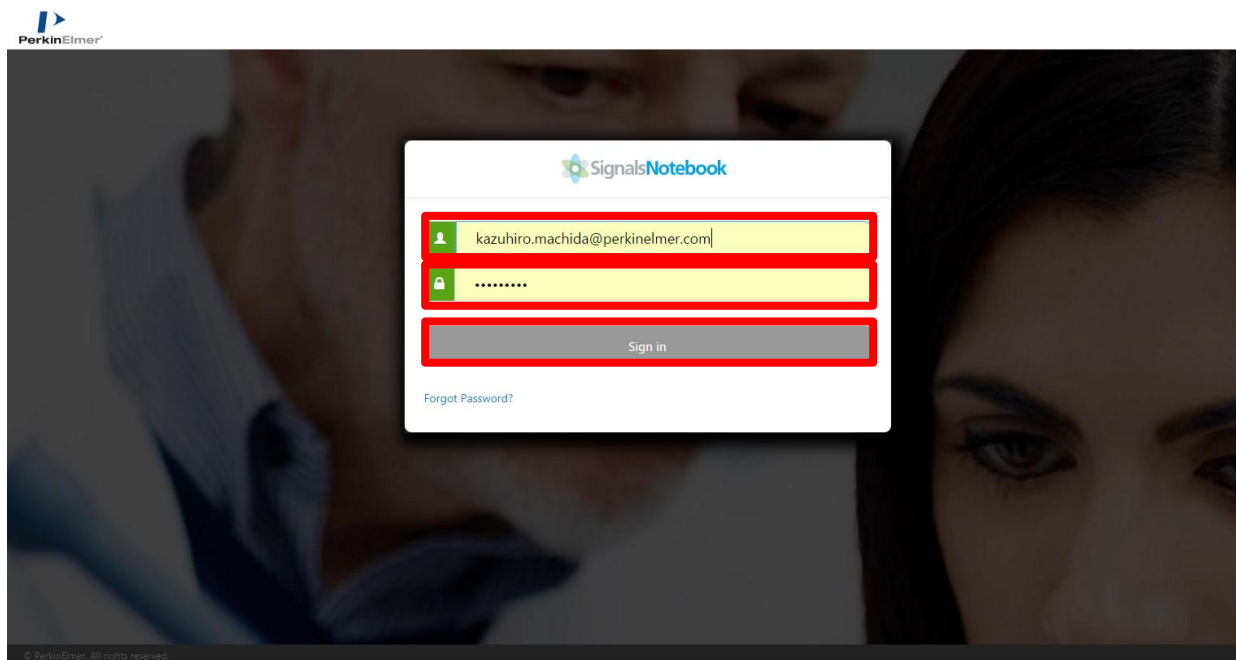 PerkinElmer
SignalsNotebook
kazuhiro.machida@perkinelmer.com
•••••••••
Sign in
Forgot Password?
© PerkinElmer. All rights reserved.